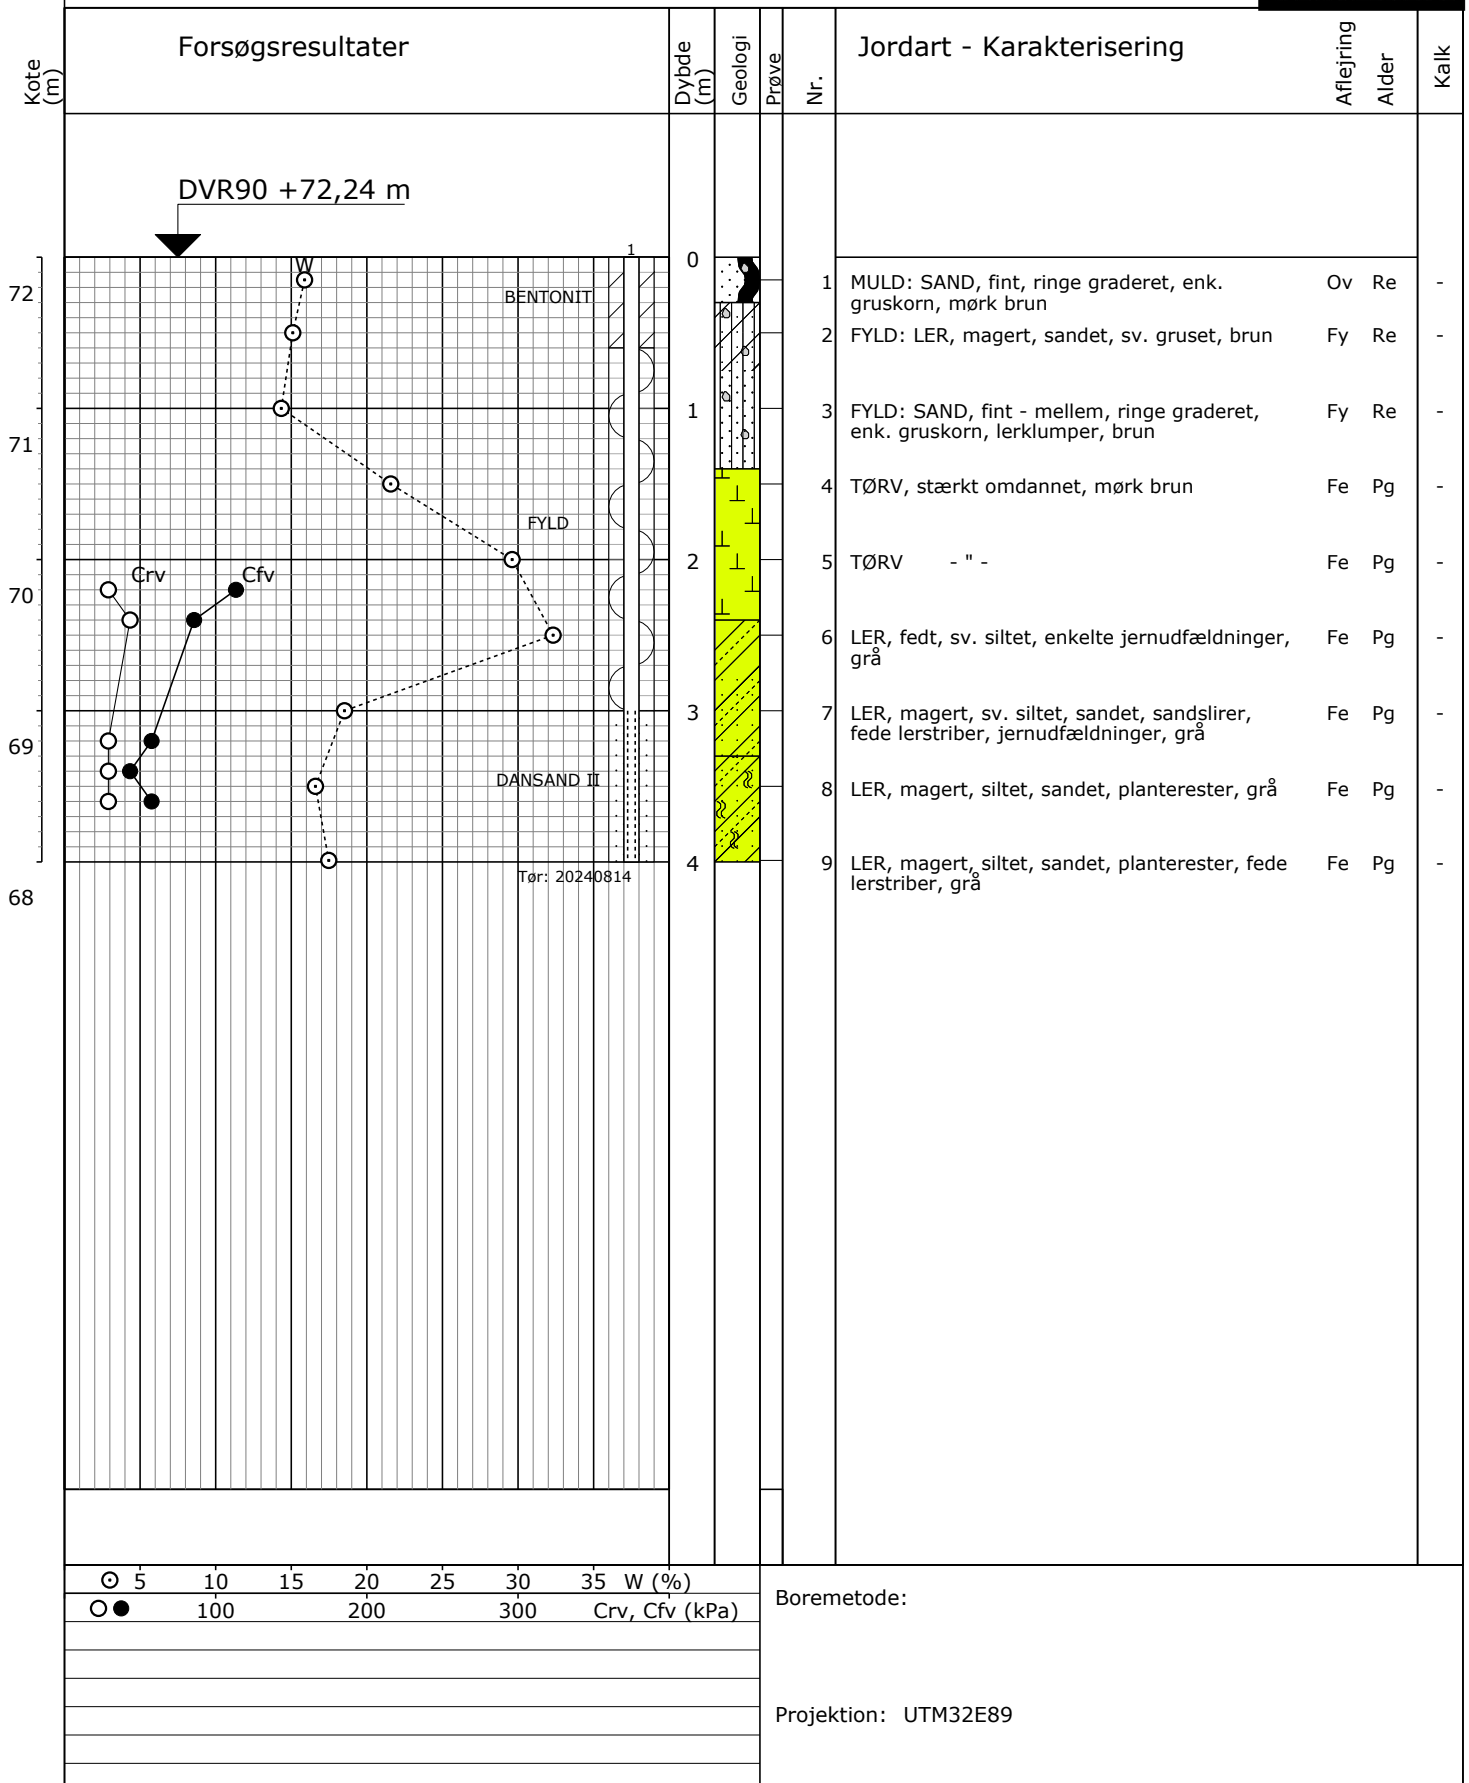 Kote (m)
Forsøgsresultater
Dybde (m)
Geologi
Prøve
Nr.
Jordart - Karakterisering
Aflejring
Alder
Kalk
DVR90 +72,24 m
1
W
0
BENTONIT
72
1 MULD: SAND, fint, ringe graderet, enk. Ov Re -
gruskorn, mørk brun
2 FYLD: LER, magert, sandet, sv. gruset, brun Fy Re -
1
3 FYLD: SAND, fint - mellem, ringe graderet, Fy Re -
enk. gruskorn, lerklumper, brun
71
4 TØRV, stærkt omdannet, mørk brun Fe Pg -
FYLD
2
5 TØRV - " - Fe Pg -
Crv
Cfv
70
6 LER, fedt, sv. siltet, enkelte jernudfældninger, Fe Pg -
grå
3
7 LER, magert, sv. siltet, sandet, sandslirer, Fe Pg -
fede lerstriber, jernudfældninger, grå
69
DANSAND II
8 LER, magert, siltet, sandet, planterester, grå Fe Pg -
4
9 LER, magert, siltet, sandet, planterester, fede Fe Pg -
lerstriber, grå
Tør: 20240814
68
5 10 15 20 25 30 35 W (%)
100 200 300 Crv, Cfv (kPa)
Boremetode:
Projektion: UTM32E89